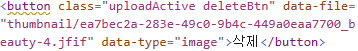 <button class="uploadActive deleteBtn" data-file=
"thumbnail/ea7bec2a-283e-49c0-9b4c-449a0eaa7700_b
eauty-4.jfif" data-type="image">삭제</button>